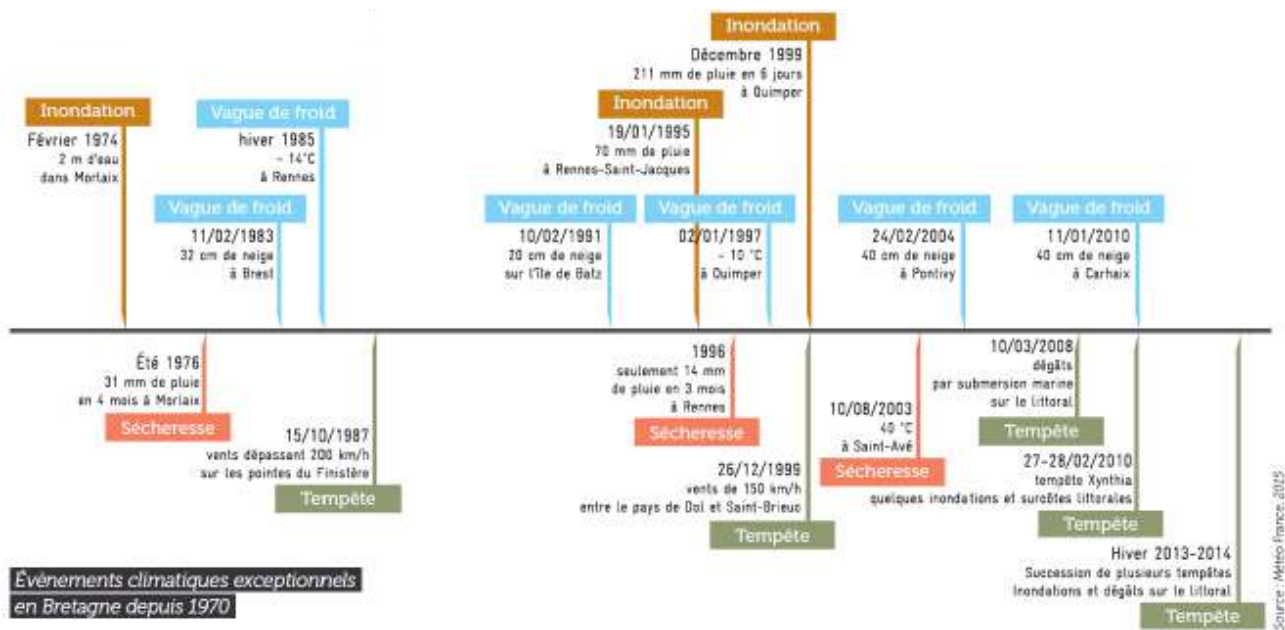 Inondation
Décembre 1999
211 mm de pluie en 6 jours
à Quimper
Inondation
Février 1974
2 m d'eau
dans Morlaix
Vague de froid
hiver 1985
- 14°C
à Rennes
Inondation
19/01/1995
70 mm de pluie
à Rennes-Saint-Jacques
Vague de froid
11/02/1983
32 cm de neige
à Brest
Vague de froid
10/02/1991
20 cm de neige
sur l'île de Batz
Vague de froid
02/01/1997
- 10 °C
à Quimper
Vague de froid
24/02/2004
40 cm de neige
à Pontivy
Vague de froid
11/01/2010
40 cm de neige
à Carhaix
Été 1976
31 mm de pluie
en 4 mois à Morlaix
Sécheresse
15/10/1987
vents dépassant 200 km/h
sur les pointes du Finistère
Tempête
1996
seulement 14 mm
de pluie en 3 mois
à Rennes
Sécheresse
26/12/1999
vents de 150 km/h
entre le pays de Dol et Saint-Brieuc
Tempête
10/08/2003
40 °C
à Saint-Avé
Sécheresse
10/03/2008
dégâts
par submersion marine
sur le littoral
Tempête
27-28/02/2010
tempête Xynthia
quelques inondations et surcôtes littorales
Tempête
Hiver 2013-2014
Succession de plusieurs tempêtes
Inondations et dégâts sur le littoral
Tempête
Événements climatiques exceptionnels
en Bretagne depuis 1970
Source : Météo France, 2015